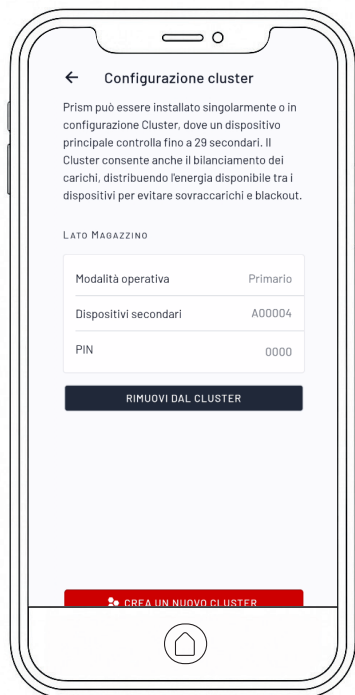 Configurazione cluster
Prism può essere installato singolarmente o in
configurazione Cluster, dove un dispositivo
principale controlla fino a 29 secondari. Il
Cluster consente anche il bilanciamento dei
carichi, distribuendo l'energia disponibile tra i
dispositivi per evitare sovraccarichi e blackout.
LATO MAGAZZINO
Modalità operativa Primario
Dispositivi secondari A00004
PIN 0000
RIMUOVI DAL CLUSTER
CREA UN NUOVO CLUSTER